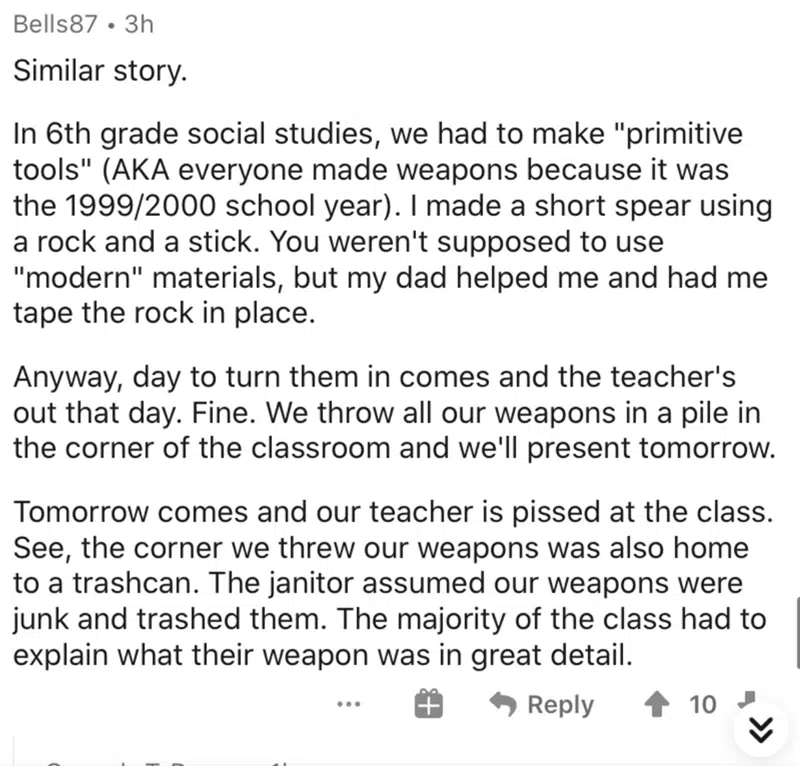 Bells87 • 3h
Similar story.
In 6th grade social studies, we had to make "primitive
tools" (AKA everyone made weapons because it was
the 1999/2000 school year). I made a short spear using
a rock and a stick. You weren't supposed to use
"modern" materials, but my dad helped me and had me
tape the rock in place.
Anyway, day to turn them in comes and the teacher's
out that day. Fine. We throw all our weapons in a pile in
the corner of the classroom and we'll present tomorrow.
Tomorrow comes and our teacher is pissed at the class.
See, the corner we threw our weapons was also home
to a trashcan. The janitor assumed our weapons were
junk and trashed them. The majority of the class had to
explain what their weapon was in great detail.
Reply 10